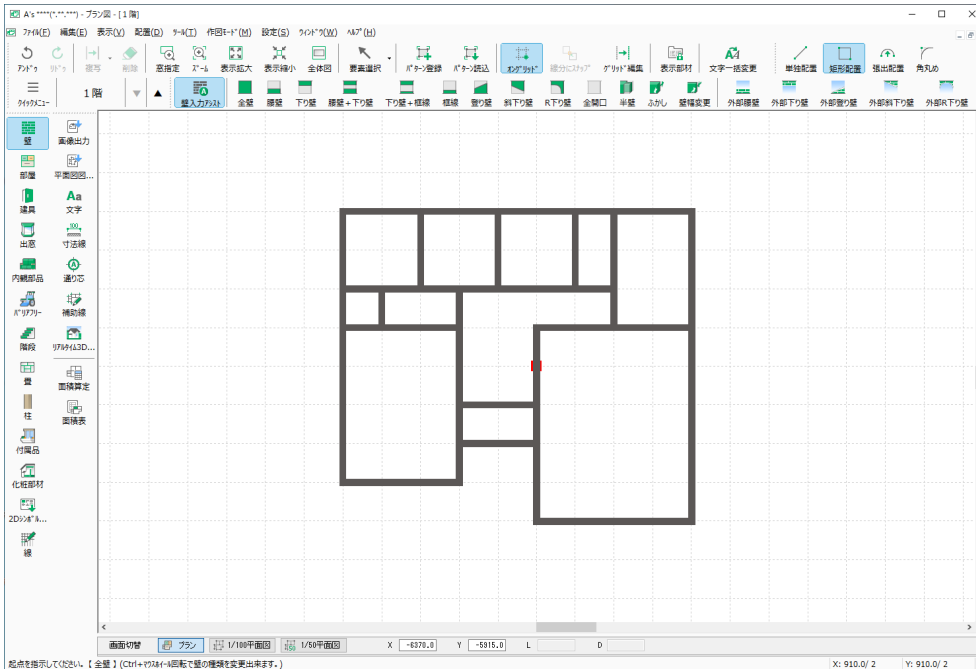 A's ****(*.**.***) - プラン図 - [1 階]
ﾌｧｲﾙ(F) 編集(E) 表示(V) 配置(D) ﾂｰﾙ(T) 作図ﾓｰﾄﾞ(M) 設定(S) ｳｨﾝﾄﾞｳ(W) ﾍﾙﾌﾟ(H)
ｱﾝﾄﾞｩ ﾘﾄﾞｩ 複写 削除 窓指定 ｽﾞｰﾑ 表示拡大 表示縮小 全体図 要素選択 ﾊﾟﾀｰﾝ登録 ﾊﾟﾀｰﾝ読込 ｵﾝｸﾞﾘｯﾄﾞ 線分にｽﾅｯﾌﾟ ｸﾞﾘｯﾄﾞ編集 表示部材 文字一括変更 単独配置 矩形配置 張出配置 角丸め
ｸｲｯｸﾒﾆｭｰ 1 階 壁入力ｱｼｽﾄ 全壁 腰壁 下り壁 腰壁+下り壁 下り壁+框線 框線 登り壁 斜下り壁 R下り壁 全開口 半壁 ふかし 壁幅変更 外部腰壁 外部下り壁 外部登り壁 外部斜下り壁 外部R下り壁
壁 画像出力
部屋 平面図図...
建具 Aa 文字
出窓 寸法線
内観部品 通り芯
ﾊﾞﾘｱﾌﾘｰ 補助線
階段 ﾘｱﾙﾀｲﾑ3D...
畳 面積算定
柱 面積表
付属品
化粧部材
2Dｼﾝﾎﾞﾙ...
線
画面切替 プラン 1/100平面図 1/50平面図 X -6370.0 Y -5915.0 L D
起点を指示してください。【 全壁 】(Ctrl+ﾏｳｽﾎｲｰﾙ回転で壁の種類を変更出来ます。) X: 910.0/ 2 Y: 910.0/ 2